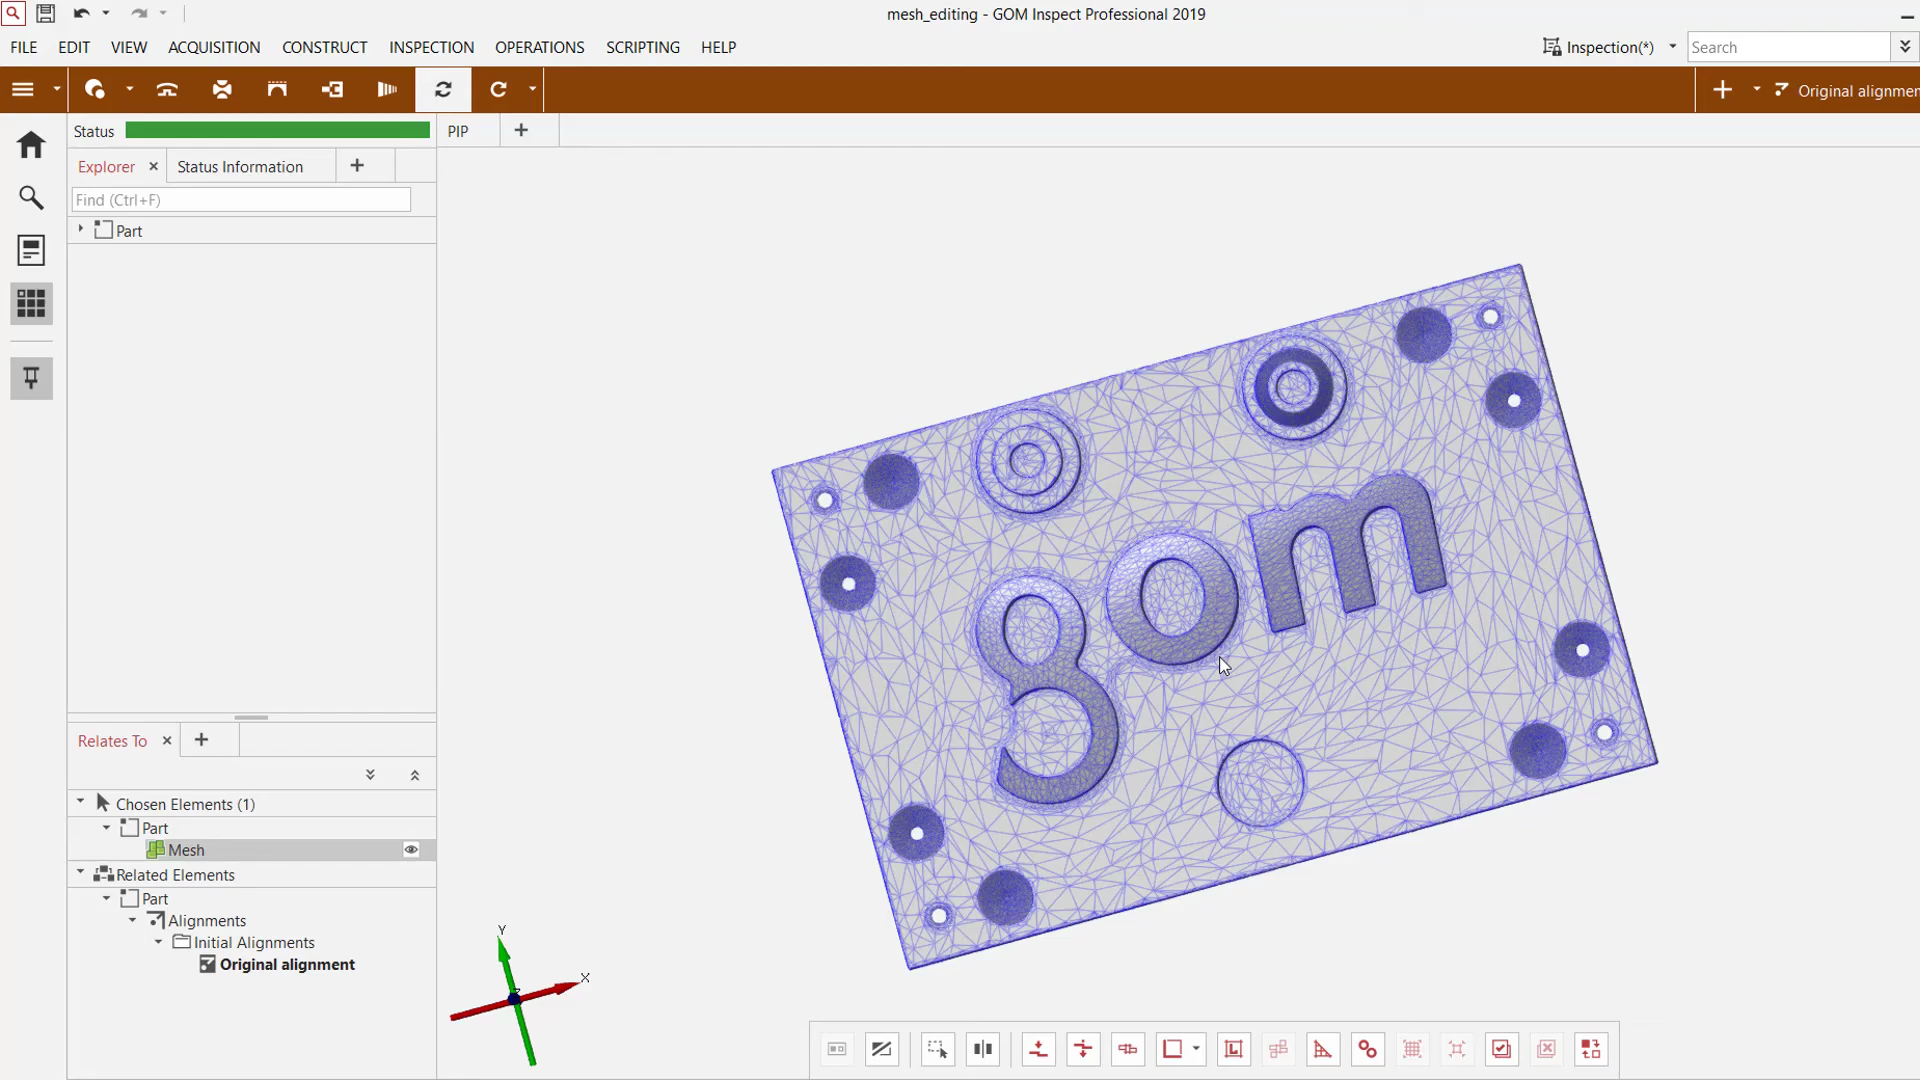 mesh_editing - GOM Inspect Professional 2019
FILE EDIT VIEW ACQUISITION CONSTRUCT INSPECTION OPERATIONS SCRIPTING HELP
Inspection(*)
Search
Original alignmen
Status
PIP
Explorer
Status Information
Find (Ctrl+F)
Part
gom
Relates To
Chosen Elements (1)
Part
Mesh
Related Elements
Part
Alignments
Initial Alignments
Original alignment
Y
X